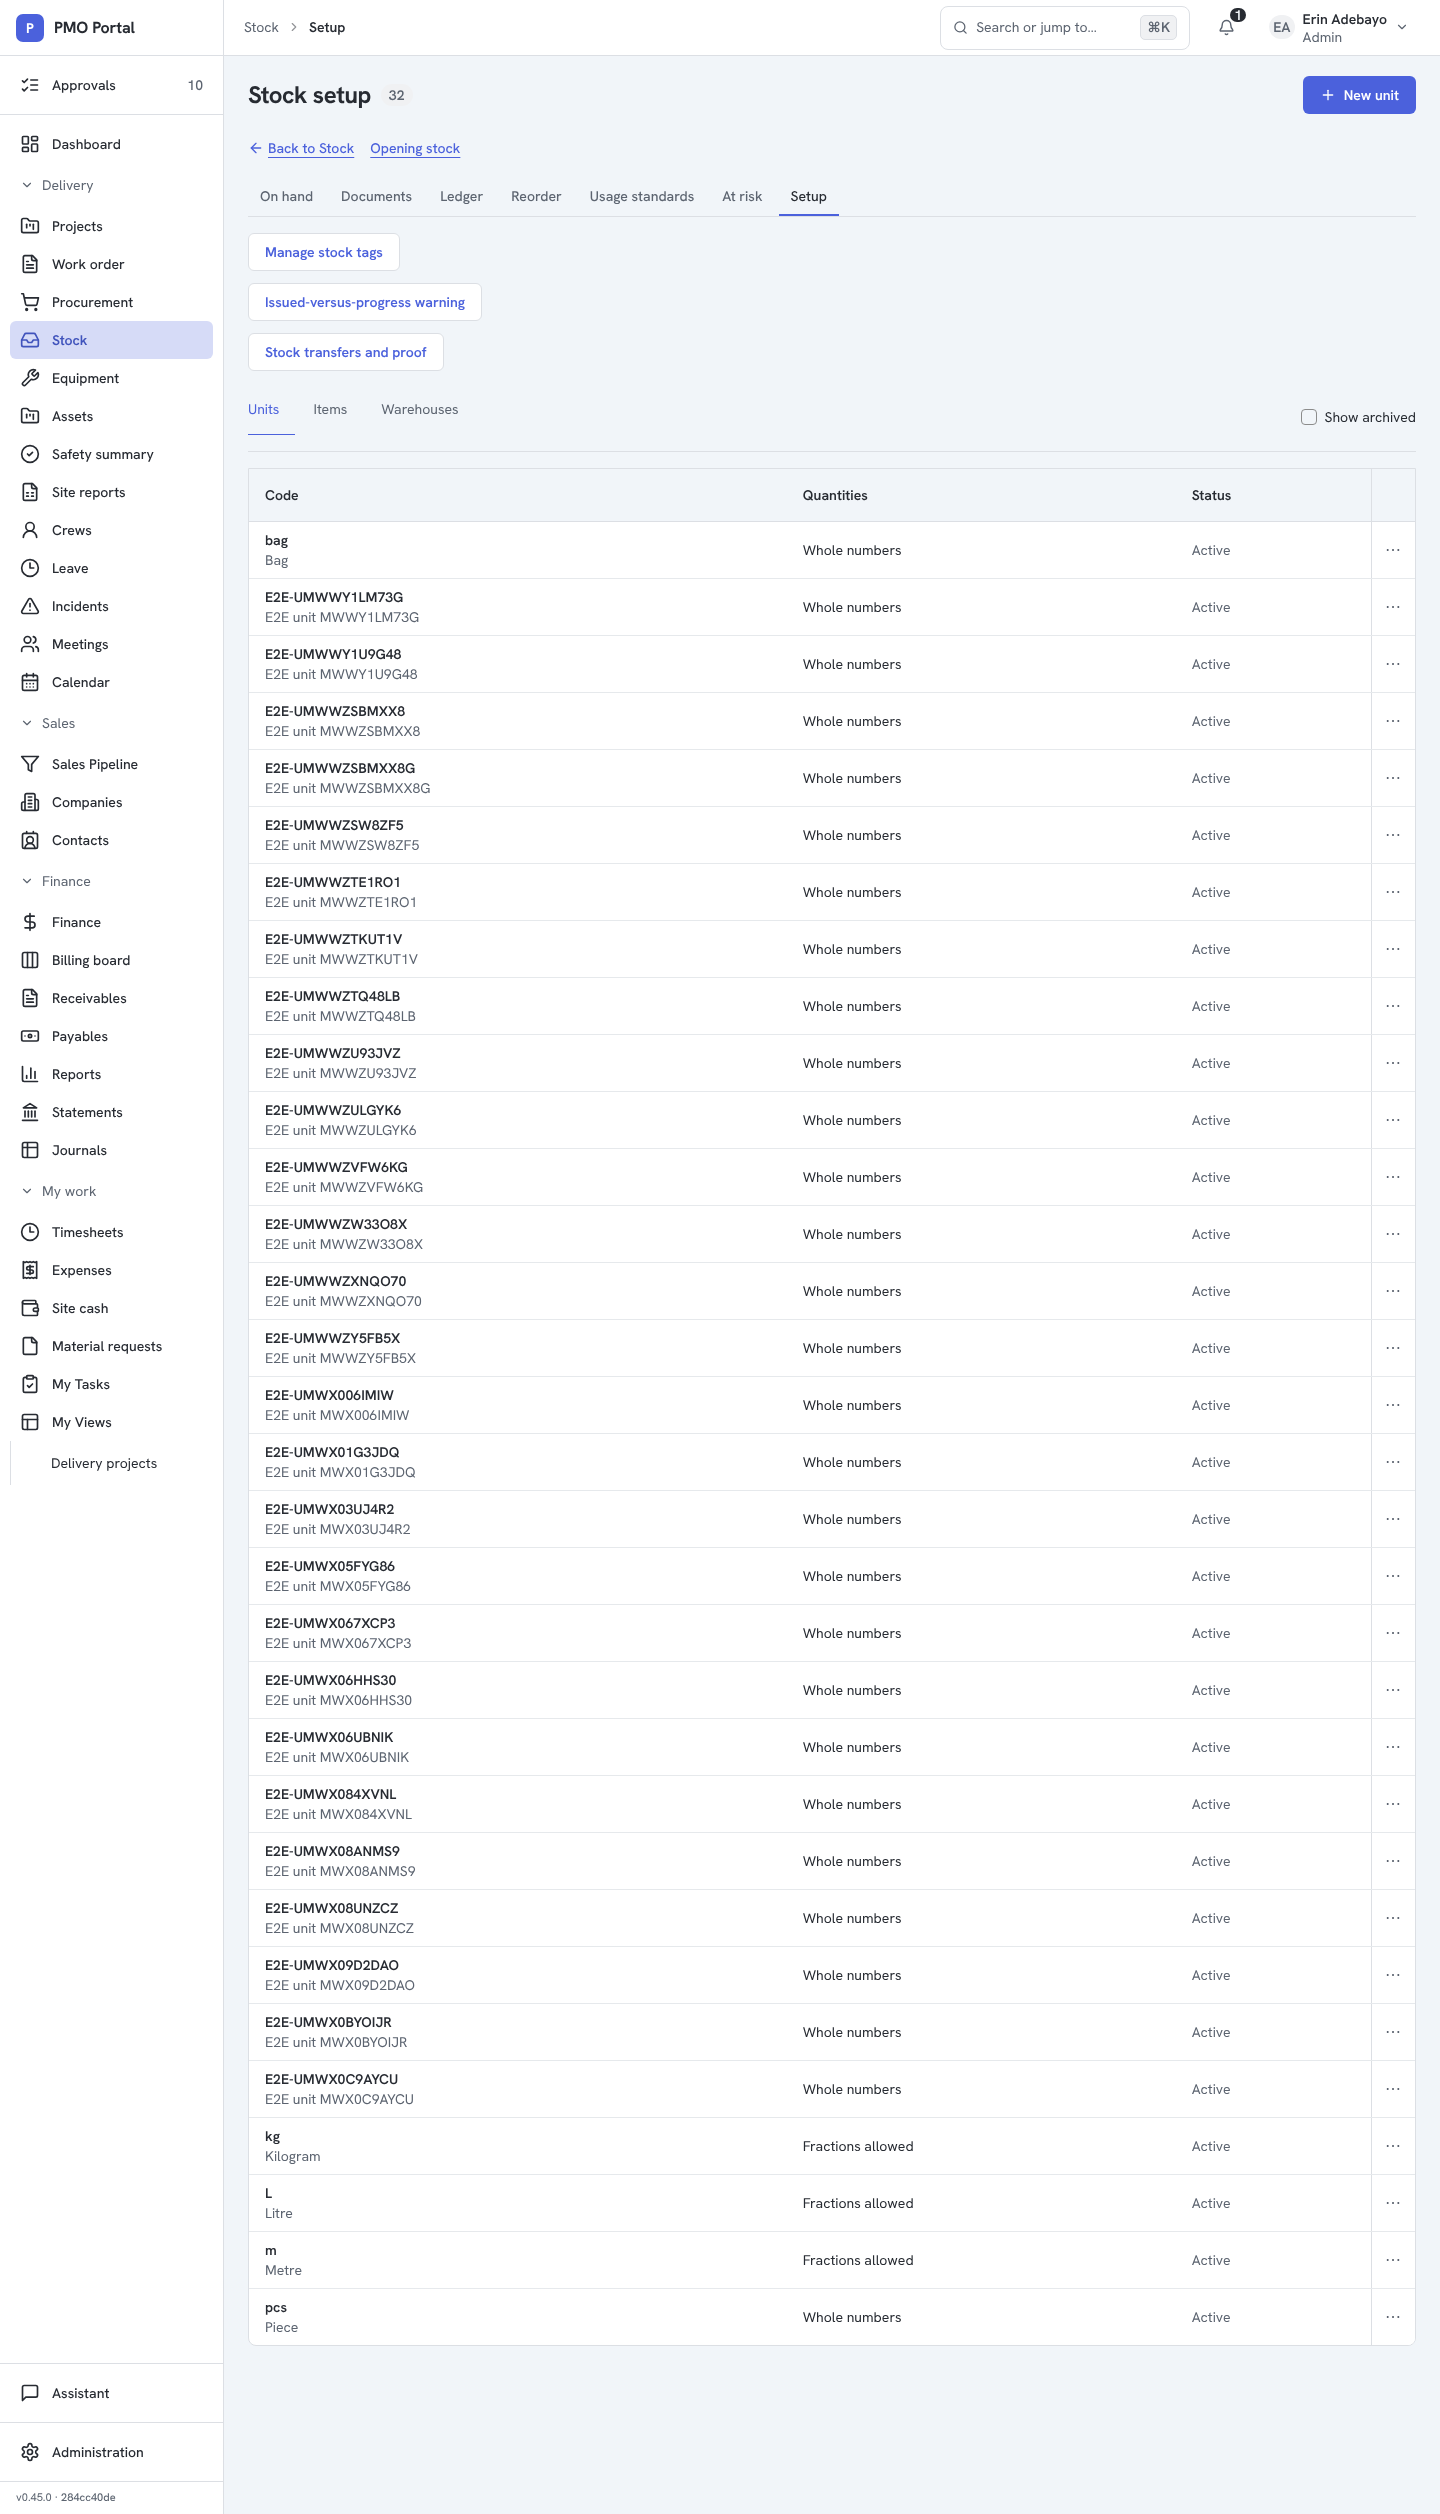 P PMO Portal
Stock > Setup
Search or jump to... ⌘K
1
EA Erin Adebayo
Admin
Approvals 10
Dashboard
Delivery
Projects
Work order
Procurement
Stock
Equipment
Assets
Safety summary
Site reports
Crews
Leave
Incidents
Meetings
Calendar
Sales
Sales Pipeline
Companies
Contacts
Finance
Finance
Billing board
Receivables
Payables
Reports
Statements
Journals
My work
Timesheets
Expenses
Site cash
Material requests
My Tasks
My Views
Delivery projects
Assistant
Administration
v0.45.0 · 284cc40de
Stock setup 32
+ New unit
← Back to Stock Opening stock
On hand Documents Ledger Reorder Usage standards At risk Setup
Manage stock tags
Issued-versus-progress warning
Stock transfers and proof
Units Items Warehouses
Show archived
Code Quantities Status
bag
Bag
Whole numbers Active ...
E2E-UMWWY1LM73G
E2E unit MWWY1LM73G
Whole numbers Active ...
E2E-UMWWY1U9G48
E2E unit MWWY1U9G48
Whole numbers Active ...
E2E-UMWWZSBMXX8
E2E unit MWWZSBMXX8
Whole numbers Active ...
E2E-UMWWZSBMXX8G
E2E unit MWWZSBMXX8G
Whole numbers Active ...
E2E-UMWWZSW8ZF5
E2E unit MWWZSW8ZF5
Whole numbers Active ...
E2E-UMWWZTE1RO1
E2E unit MWWZTE1RO1
Whole numbers Active ...
E2E-UMWWZTKUT1V
E2E unit MWWZTKUT1V
Whole numbers Active ...
E2E-UMWWZTQ48LB
E2E unit MWWZTQ48LB
Whole numbers Active ...
E2E-UMWWZU93JVZ
E2E unit MWWZU93JVZ
Whole numbers Active ...
E2E-UMWWZULGYK6
E2E unit MWWZULGYK6
Whole numbers Active ...
E2E-UMWWZVFW6KG
E2E unit MWWZVFW6KG
Whole numbers Active ...
E2E-UMWWZW33O8X
E2E unit MWWZW33O8X
Whole numbers Active ...
E2E-UMWWZXNQO70
E2E unit MWWZXNQO70
Whole numbers Active ...
E2E-UMWWZY5FB5X
E2E unit MWWZY5FB5X
Whole numbers Active ...
E2E-UMWX006IMIW
E2E unit MWX006IMIW
Whole numbers Active ...
E2E-UMWX01G3JDQ
E2E unit MWX01G3JDQ
Whole numbers Active ...
E2E-UMWX03UJ4R2
E2E unit MWX03UJ4R2
Whole numbers Active ...
E2E-UMWX05FYG86
E2E unit MWX05FYG86
Whole numbers Active ...
E2E-UMWX067XCP3
E2E unit MWX067XCP3
Whole numbers Active ...
E2E-UMWX06HHS30
E2E unit MWX06HHS30
Whole numbers Active ...
E2E-UMWX06UBNIK
E2E unit MWX06UBNIK
Whole numbers Active ...
E2E-UMWX084XVNL
E2E unit MWX084XVNL
Whole numbers Active ...
E2E-UMWX08ANMS9
E2E unit MWX08ANMS9
Whole numbers Active ...
E2E-UMWX08UNZCZ
E2E unit MWX08UNZCZ
Whole numbers Active ...
E2E-UMWX09D2DAO
E2E unit MWX09D2DAO
Whole numbers Active ...
E2E-UMWX0BYOIJR
E2E unit MWX0BYOIJR
Whole numbers Active ...
E2E-UMWX0C9AYCU
E2E unit MWX0C9AYCU
Whole numbers Active ...
kg
Kilogram
Fractions allowed Active ...
L
Litre
Fractions allowed Active ...
m
Metre
Fractions allowed Active ...
pcs
Piece
Whole numbers Active ...